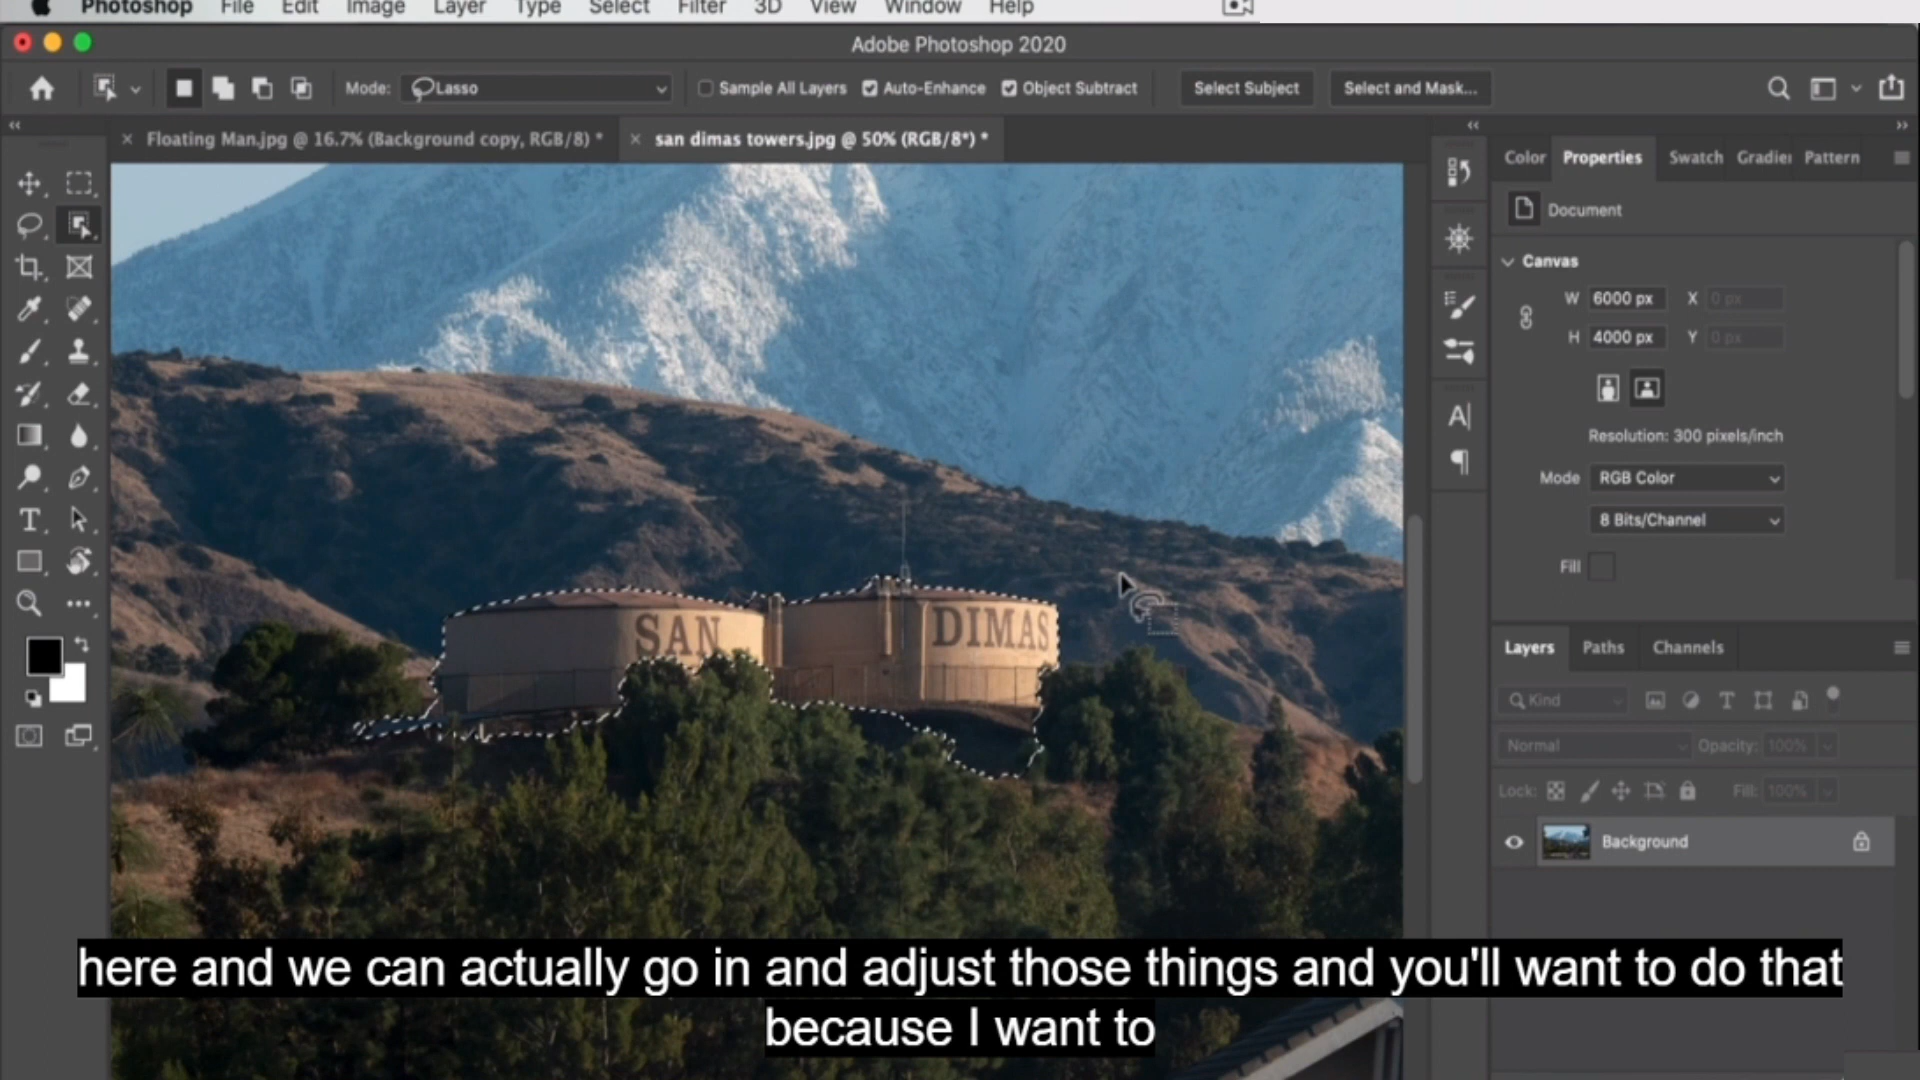 Photoshop File Edit Image Layer Type Select Filter 3D View Window Help
Adobe Photoshop 2020
Mode: Lasso Sample All Layers Auto-Enhance Object Subtract Select Subject Select and Mask...
Floating Man.jpg @ 16.7% (Background copy, RGB/8) * san dimas towers.jpg @ 50% (RGB/8*) *
Color Properties Swatch Gradie Pattern
Document
Canvas
W 6000 px X 0 px
H 4000 px Y 0 px
Resolution: 300 pixels/inch
Mode RGB Color
8 Bits/Channel
Fill
SAN DIMAS
Layers Paths Channels
Kind
Normal Opacity: 100%
Lock: Fill: 100%
Background
here and we can actually go in and adjust those things and you'll want to do that
because I want to